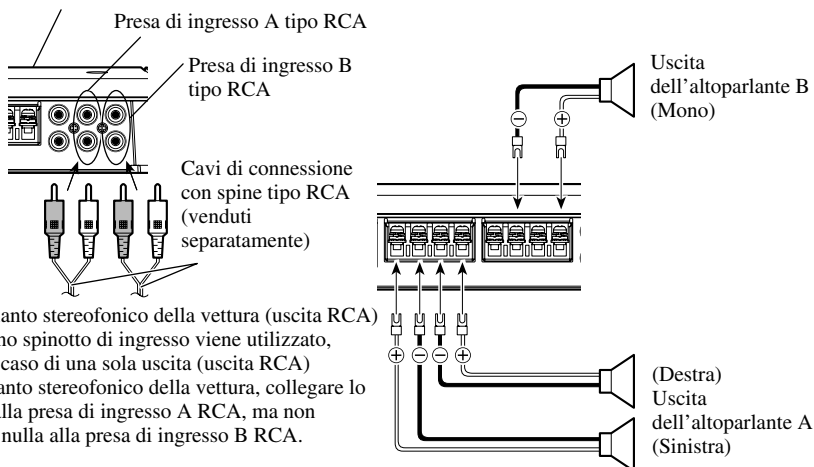 Presa di ingresso A tipo RCA
Presa di ingresso B
tipo RCA
Cavi di connessione
con spine tipo RCA
(venduti
separatamente)
anto stereofonico della vettura (uscita RCA)
no spinotto di ingresso viene utilizzato,
caso di una sola uscita (uscita RCA)
anto stereofonico della vettura, collegare lo
alla presa di ingresso A RCA, ma non
nulla alla presa di ingresso B RCA.
Uscita
dell'altoparlante B
(Mono)
(Destra)
Uscita
dell'altoparlante A
(Sinistra)